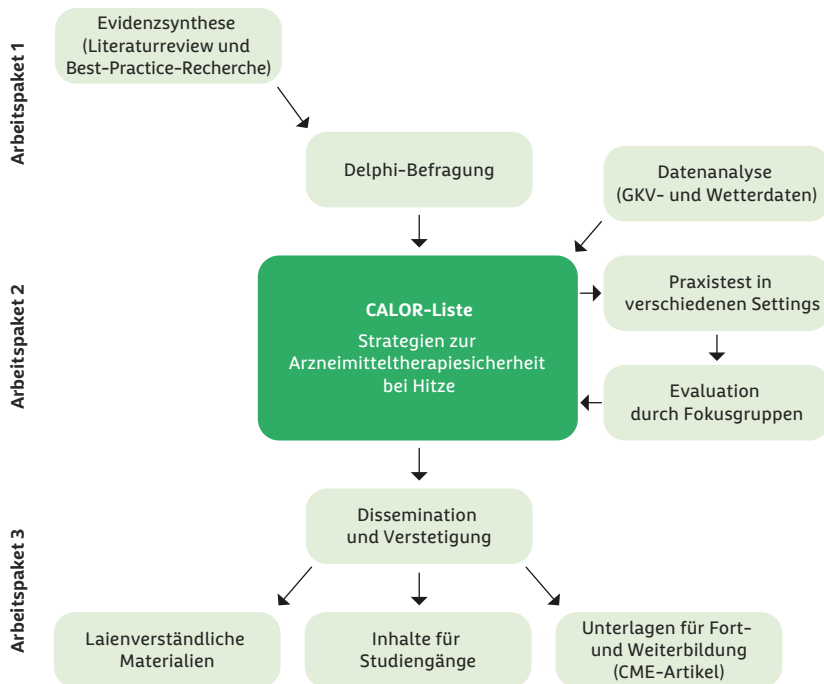 Arbeitspaket 1
Evidenzsynthese
(Literaturreview und
Best-Practice-Recherche)
Delphi-Befragung
Datenanalyse
(GKV- und Wetterdaten)
Arbeitspaket 2
CALOR-Liste
Strategien zur
Arzneimitteltherapiesicherheit
bei Hitze
Praxistest in
verschiedenen Settings
Evaluation
durch Fokusgruppen
Arbeitspaket 3
Dissemination
und Verstetigung
Laienverständliche
Materialien
Inhalte für
Studiengänge
Unterlagen für Fort-
und Weiterbildung
(CME-Artikel)